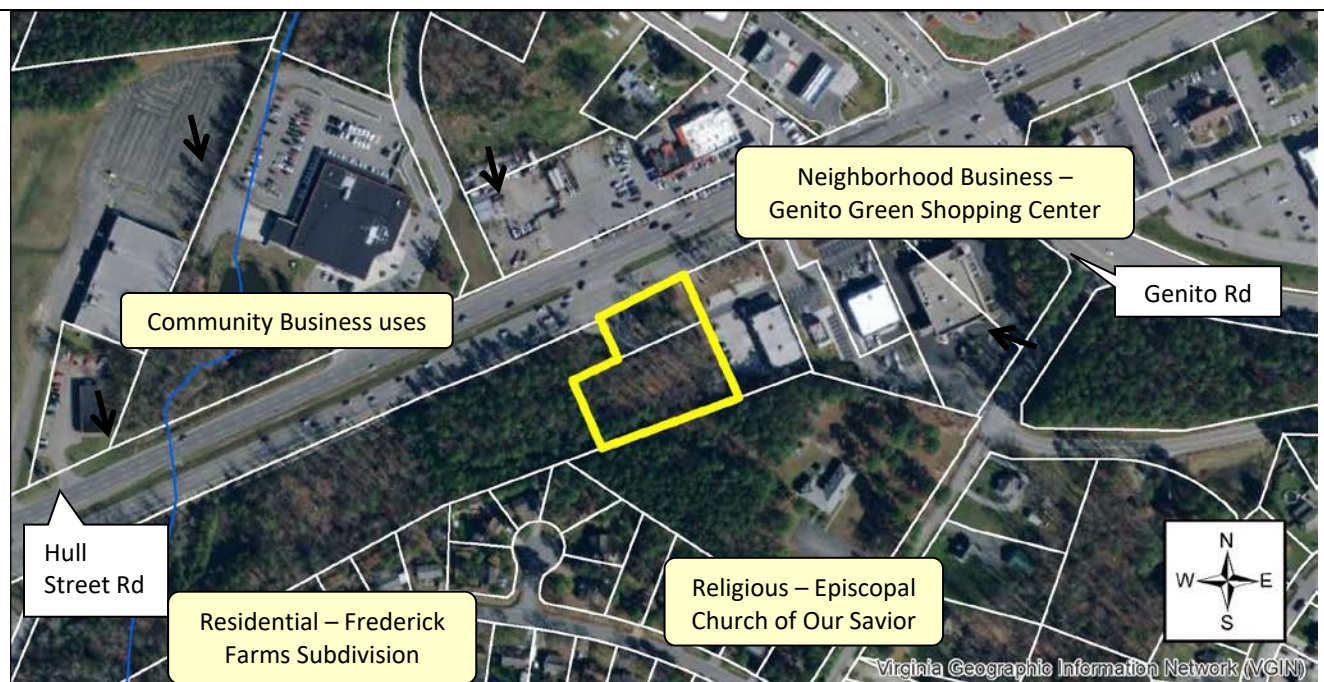 Neighborhood Business –
Genito Green Shopping Center
Genito Rd
Community Business uses
Hull
Street Rd
Residential – Frederick
Farms Subdivision
Religious – Episcopal
Church of Our Savior
N
W E
S
Virginia Geographic Information Network (VGIN)